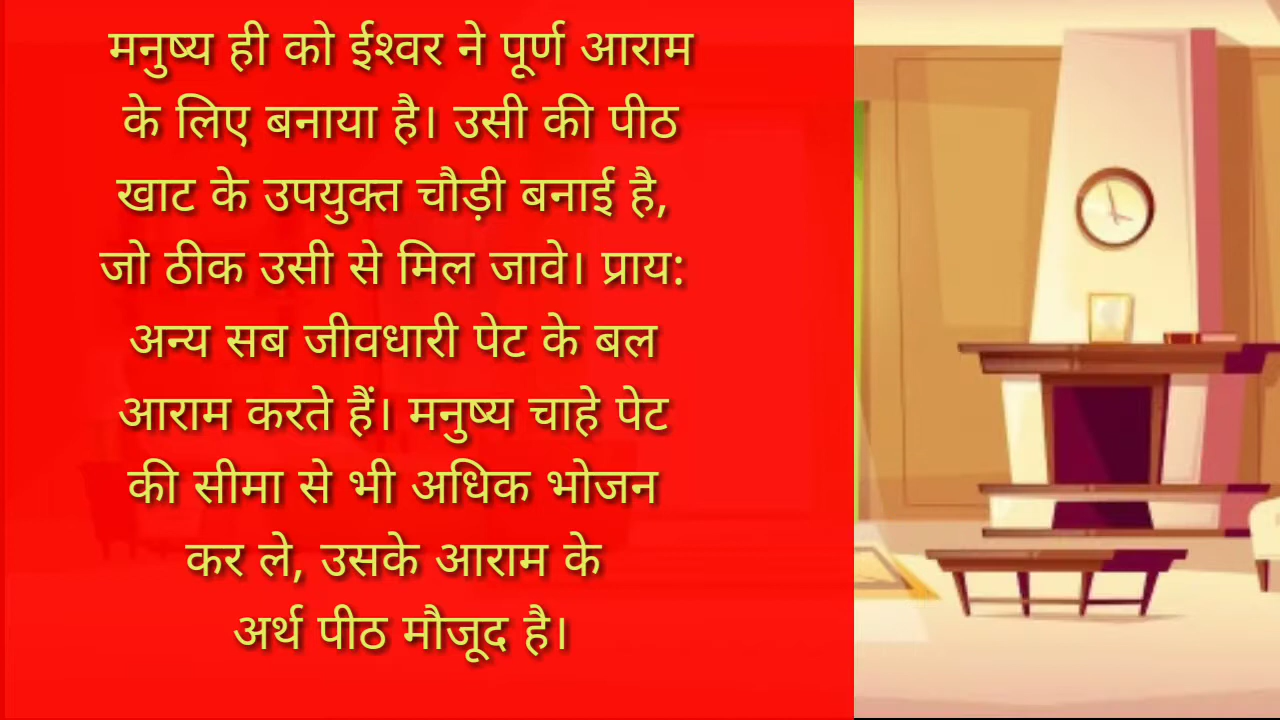 मनुष्य ही को ईश्वर ने पूर्ण आराम
के लिए बनाया है। उसी की पीठ
खाट के उपयुक्त चौड़ी बनाई है,
जो ठीक उसी से मिल जावे। प्राय:
अन्य सब जीवधारी पेट के बल
आराम करते हैं। मनुष्य चाहे पेट
की सीमा से भी अधिक भोजन
कर ले, उसके आराम के
अर्थ पीठ मौजूद है।